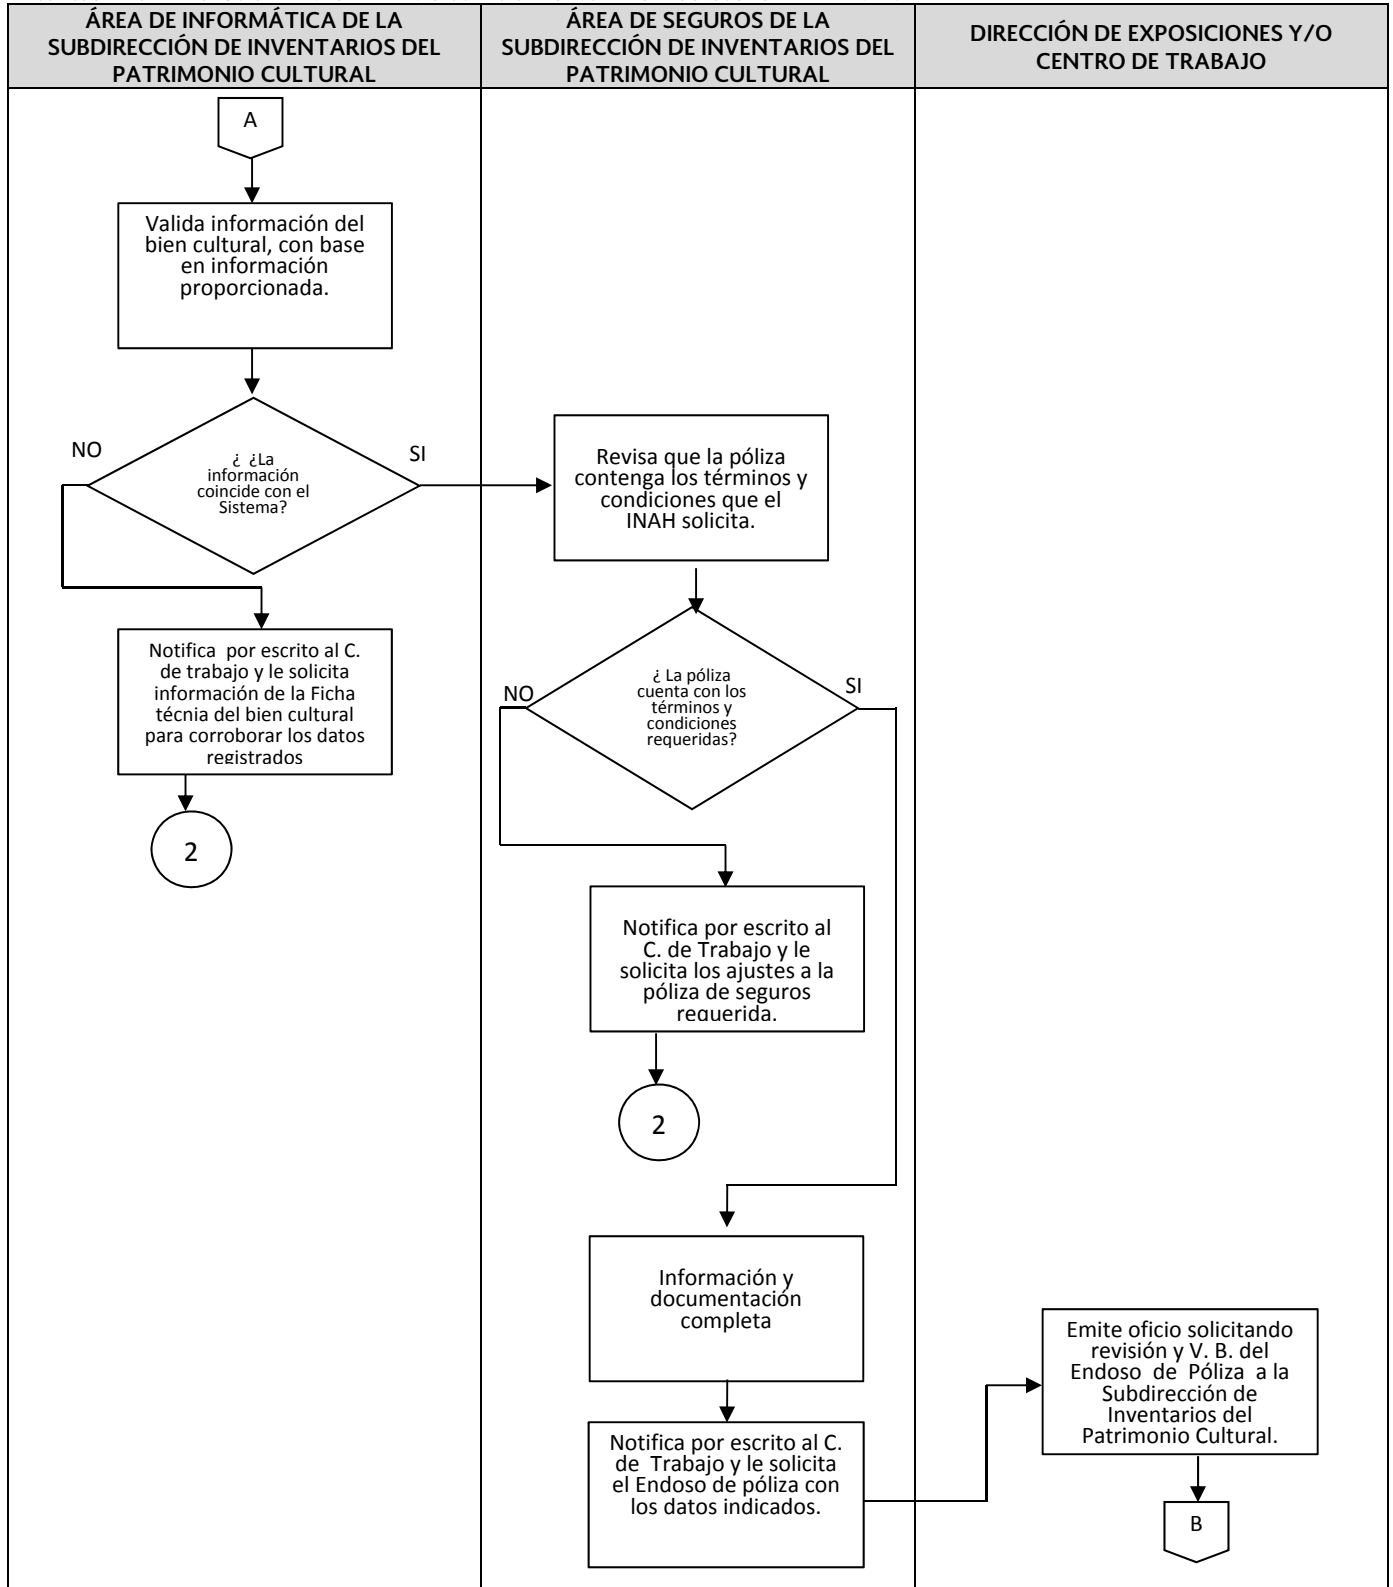 ÁREA DE INFORMÁTICA DE LA
SUBDIRECCIÓN DE INVENTARIOS DEL
PATRIMONIO CULTURAL
ÁREA DE SEGUROS DE LA
SUBDIRECCIÓN DE INVENTARIOS DEL
PATRIMONIO CULTURAL
DIRECCIÓN DE EXPOSICIONES Y/O
CENTRO DE TRABAJO
A
Valida información del
bien cultural, con base
en información
proporcionada.
NO
¿ ¿La
información
coincide con el
Sistema?
SI
Revisa que la póliza
contenga los términos y
condiciones que el
INAH solicita.
Notifica por escrito al C.
de trabajo y le solicita
información de la Ficha
técnia del bien cultural
para corroborar los datos
registrados
2
NO
¿ La póliza
cuenta con los
términos y
condiciones
requeridas?
SI
Notifica por escrito al
C. de Trabajo y le
solicita los ajustes a la
póliza de seguros
requerida.
2
Información y
documentación
completa
Notifica por escrito al C.
de Trabajo y le solicita
el Endoso de póliza con
los datos indicados.
Emite oficio solicitando
revisión y V. B. del
Endoso de Póliza a la
Subdirección de
Inventarios del
Patrimonio Cultural.
B